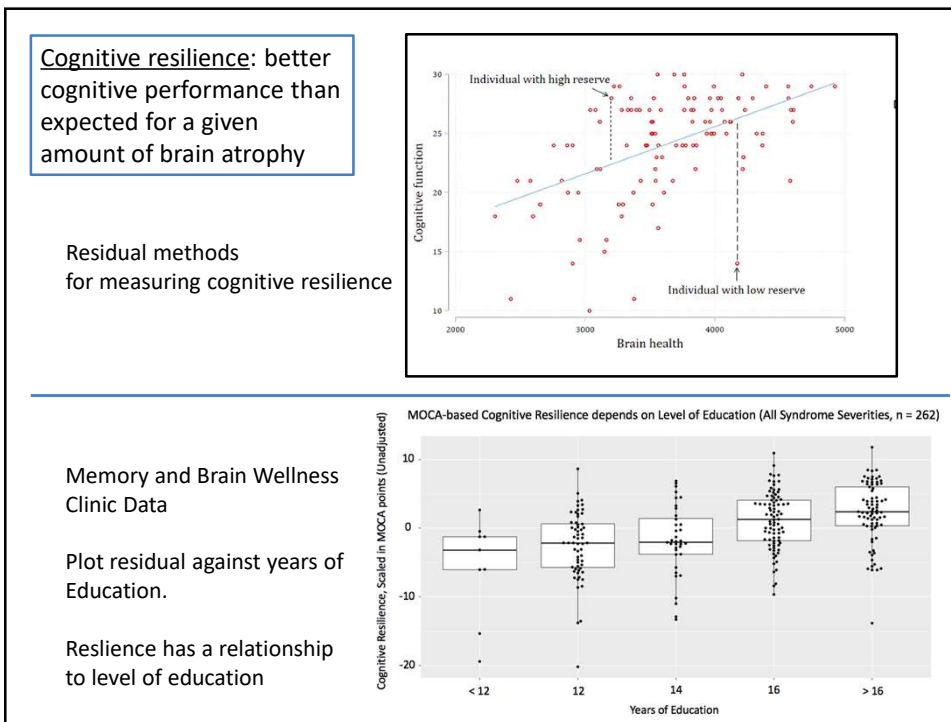 Cognitive resilience: better
cognitive performance than
expected for a given
amount of brain atrophy
Residual methods
for measuring cognitive resilience
Individual with high reserve
Individual with low reserve
Cognitive function
30
25
20
15
10
2000
3000
4000
5000
Brain health
Memory and Brain Wellness
Clinic Data
Plot residual against years of
Education.
Reslience has a relationship
to level of education
MOCA-based Cognitive Resilience depends on Level of Education (All Syndrome Severities, n = 262)
Cognitive Resilience, Scaled in MOCA points (Unadjusted)
10
0
-10
-20
< 12
12
14
16
> 16
Years of Education